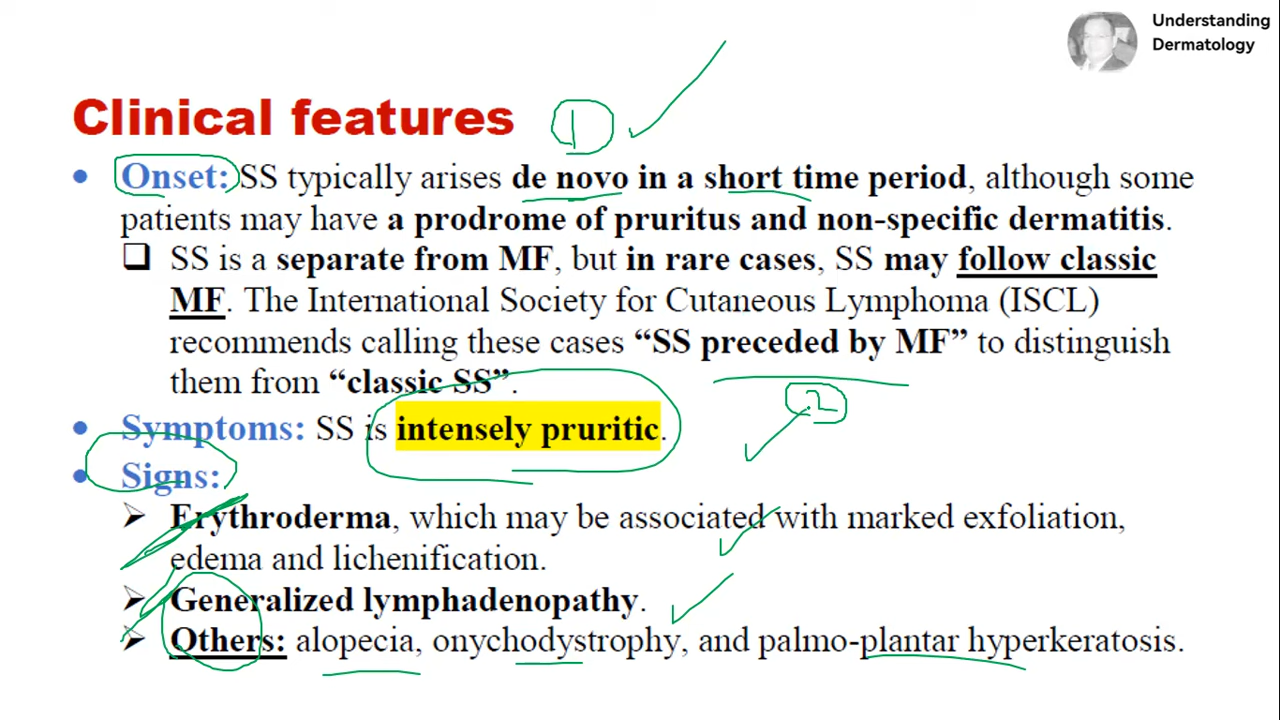 Understanding
Dermatology
Clinical features
1
• Onset: SS typically arises de novo in a short time period, although some
patients may have a prodrome of pruritus and non-specific dermatitis.
❑ SS is a separate from MF, but in rare cases, SS may follow classic
MF. The International Society for Cutaneous Lymphoma (ISCL)
recommends calling these cases “SS preceded by MF” to distinguish
them from “classic SS”.
2
• Symptoms: SS is intensely pruritic.
• Signs:
➤ Erythroderma, which may be associated with marked exfoliation,
edema and lichenification.
➤ Generalized lymphadenopathy.
➤ Others: alopecia, onychodystrophy, and palmo-plantar hyperkeratosis.